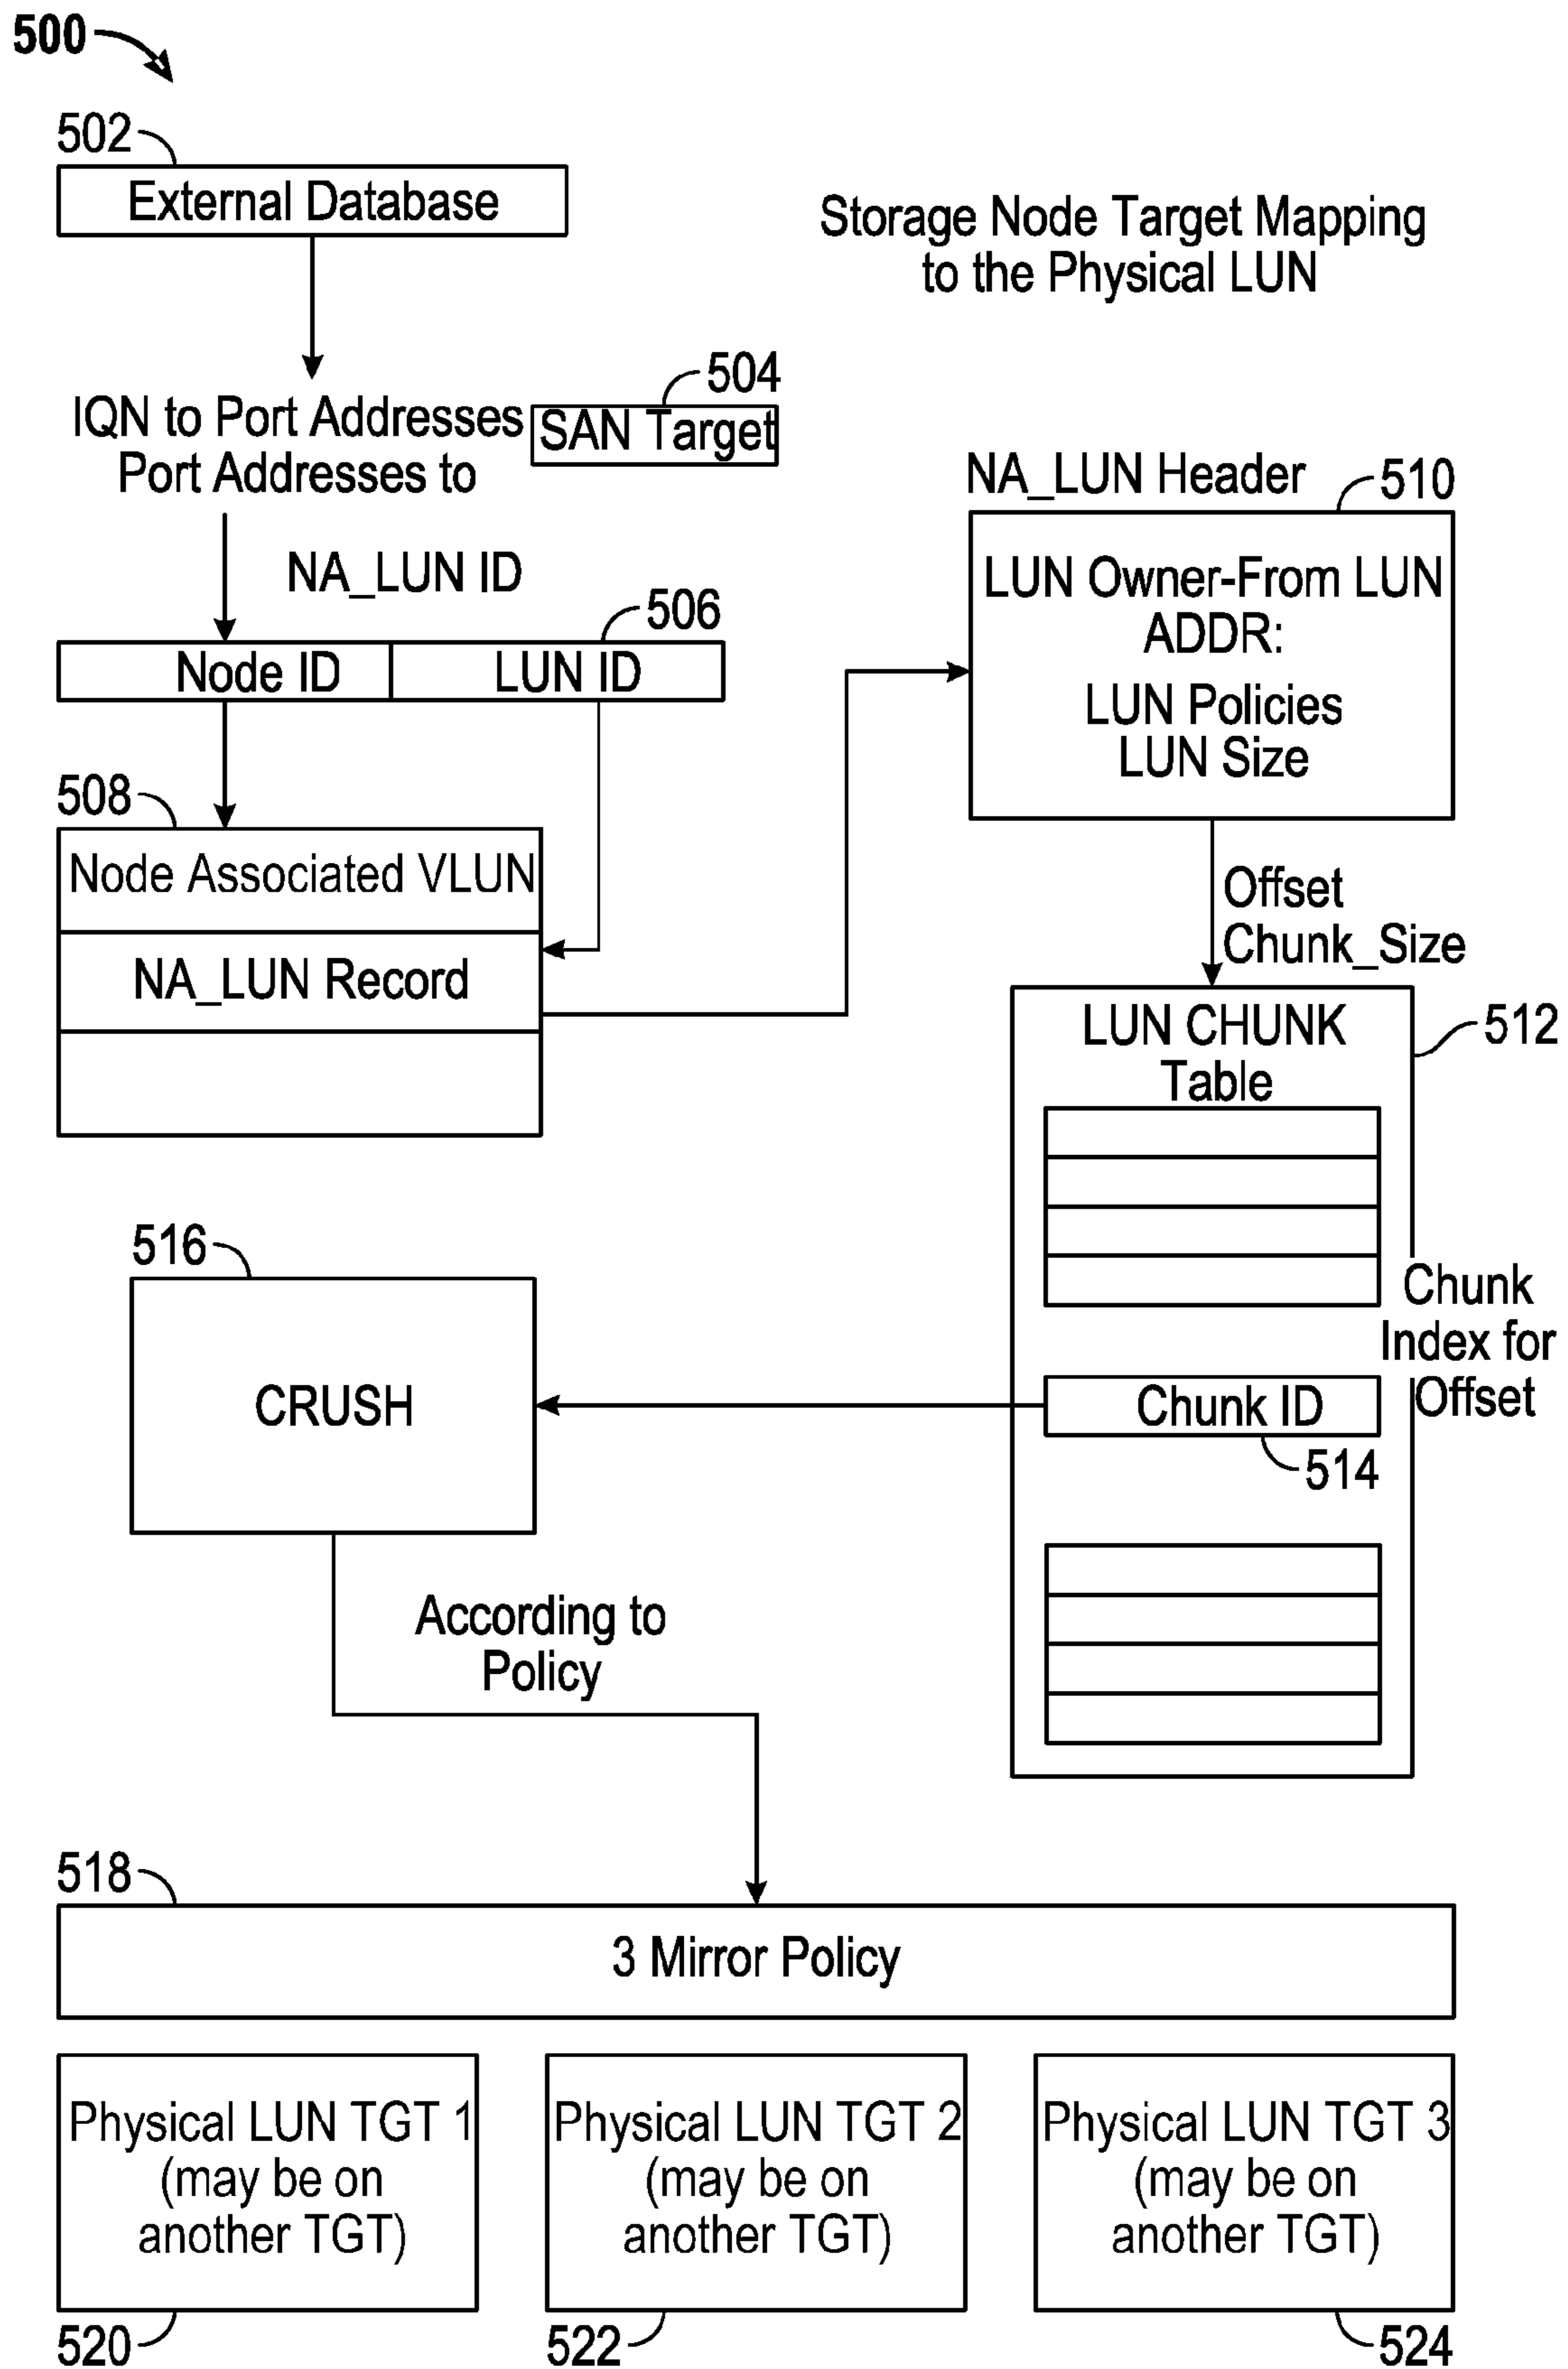 500
502
External Database
Storage Node Target Mapping
to the Physical LUN
504
IQN to Port Addresses
SAN Target
Port Addresses to
NA_LUN Header
510
NA_LUN ID
506
Node ID
LUN ID
LUN Owner-From LUN
ADDR:
LUN Policies
LUN Size
508
Node Associated VLUN
NA_LUN Record
Offset
Chunk_Size
LUN CHUNK
Table
512
516
CRUSH
Chunk
Index for
Offset
Chunk ID
514
According to
Policy
518
3 Mirror Policy
Physical LUN TGT 1
(may be on
another TGT)
Physical LUN TGT 2
(may be on
another TGT)
Physical LUN TGT 3
(may be on
another TGT)
520
522
524